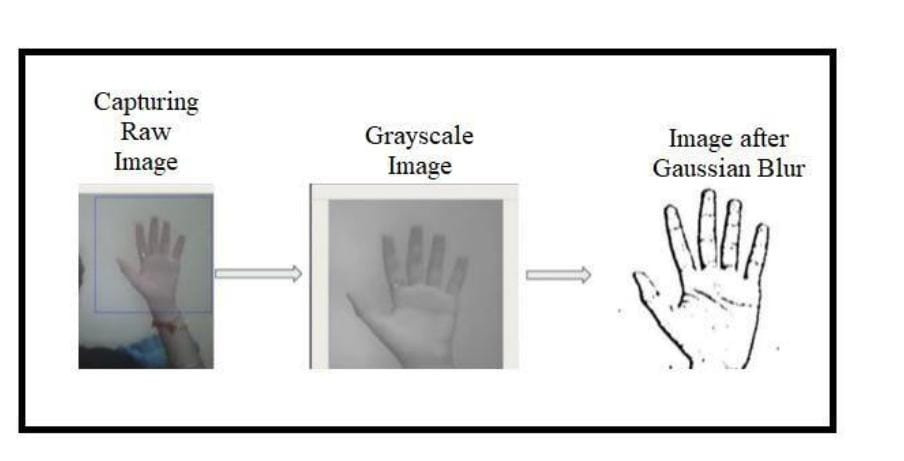 Capturing
Raw
Image
Grayscale
Image
Image after
Gaussian Blur